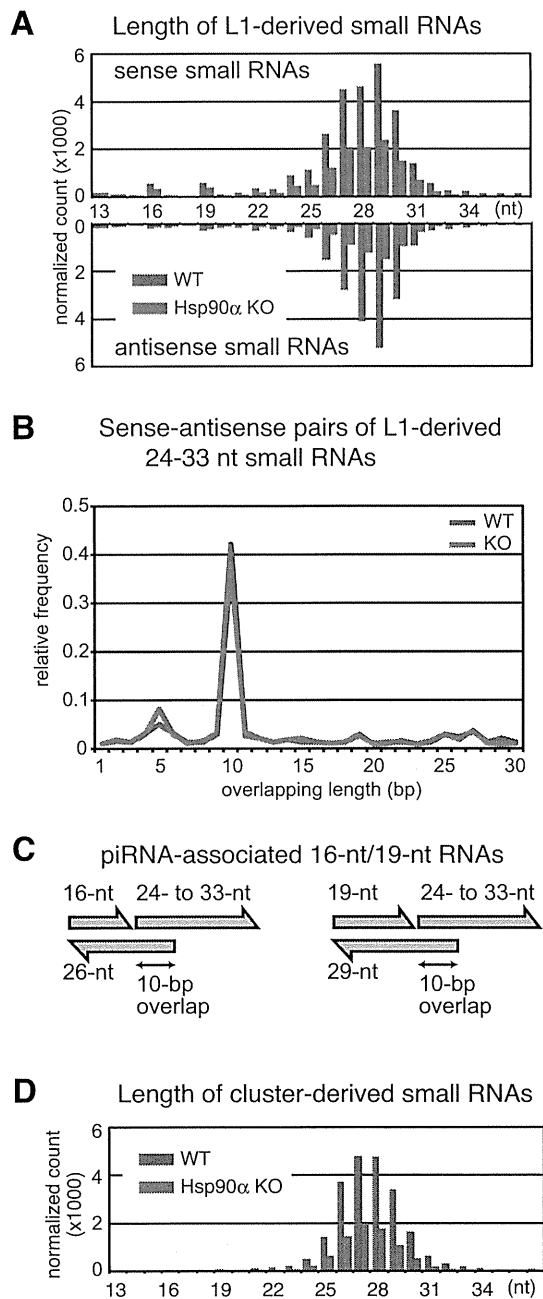 A
Length of L1-derived small RNAs
sense small RNAs
normalized count (x1000)
6
4
2
0
13 16 19 22 25 28 31 34 (nt)
0
2
4
6
WT
Hsp90α KO
antisense small RNAs
B
Sense-antisense pairs of L1-derived
24-33 nt small RNAs
relative frequency
0.5
0.4
0.3
0.2
0.1
0
WT
KO
1 5 10 15 20 25 30
overlapping length (bp)
C
piRNA-associated 16-nt/19-nt RNAs
16-nt 24- to 33-nt
26-nt
10-bp
overlap
19-nt 24- to 33-nt
29-nt
10-bp
overlap
D
Length of cluster-derived small RNAs
normalized count
(x1000)
6
4
2
0
WT
Hsp90α KO
13 16 19 22 25 28 31 34 (nt)